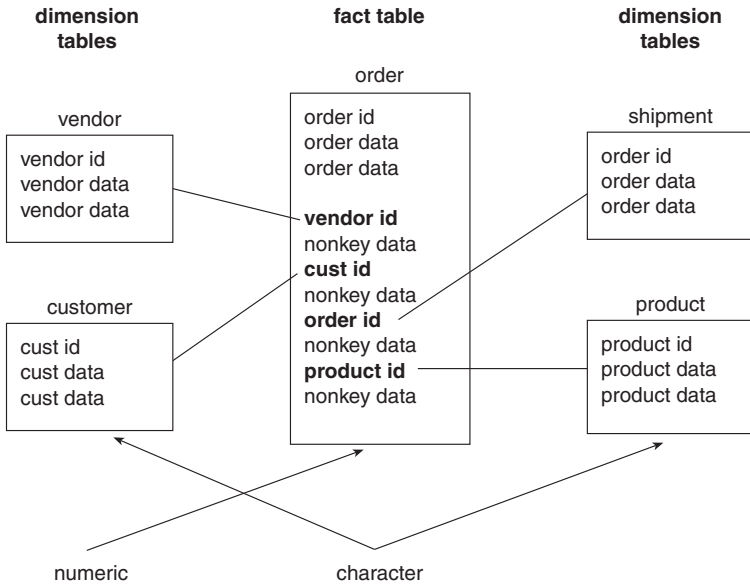 dimension
tables
fact table
dimension
tables
order
vendor
vendor id
vendor data
vendor data
customer
cust id
cust data
cust data
order id
order data
order data
vendor id
nonkey data
cust id
nonkey data
order id
nonkey data
product id
nonkey data
shipment
order id
order data
order data
product
product id
product data
product data
numeric
character